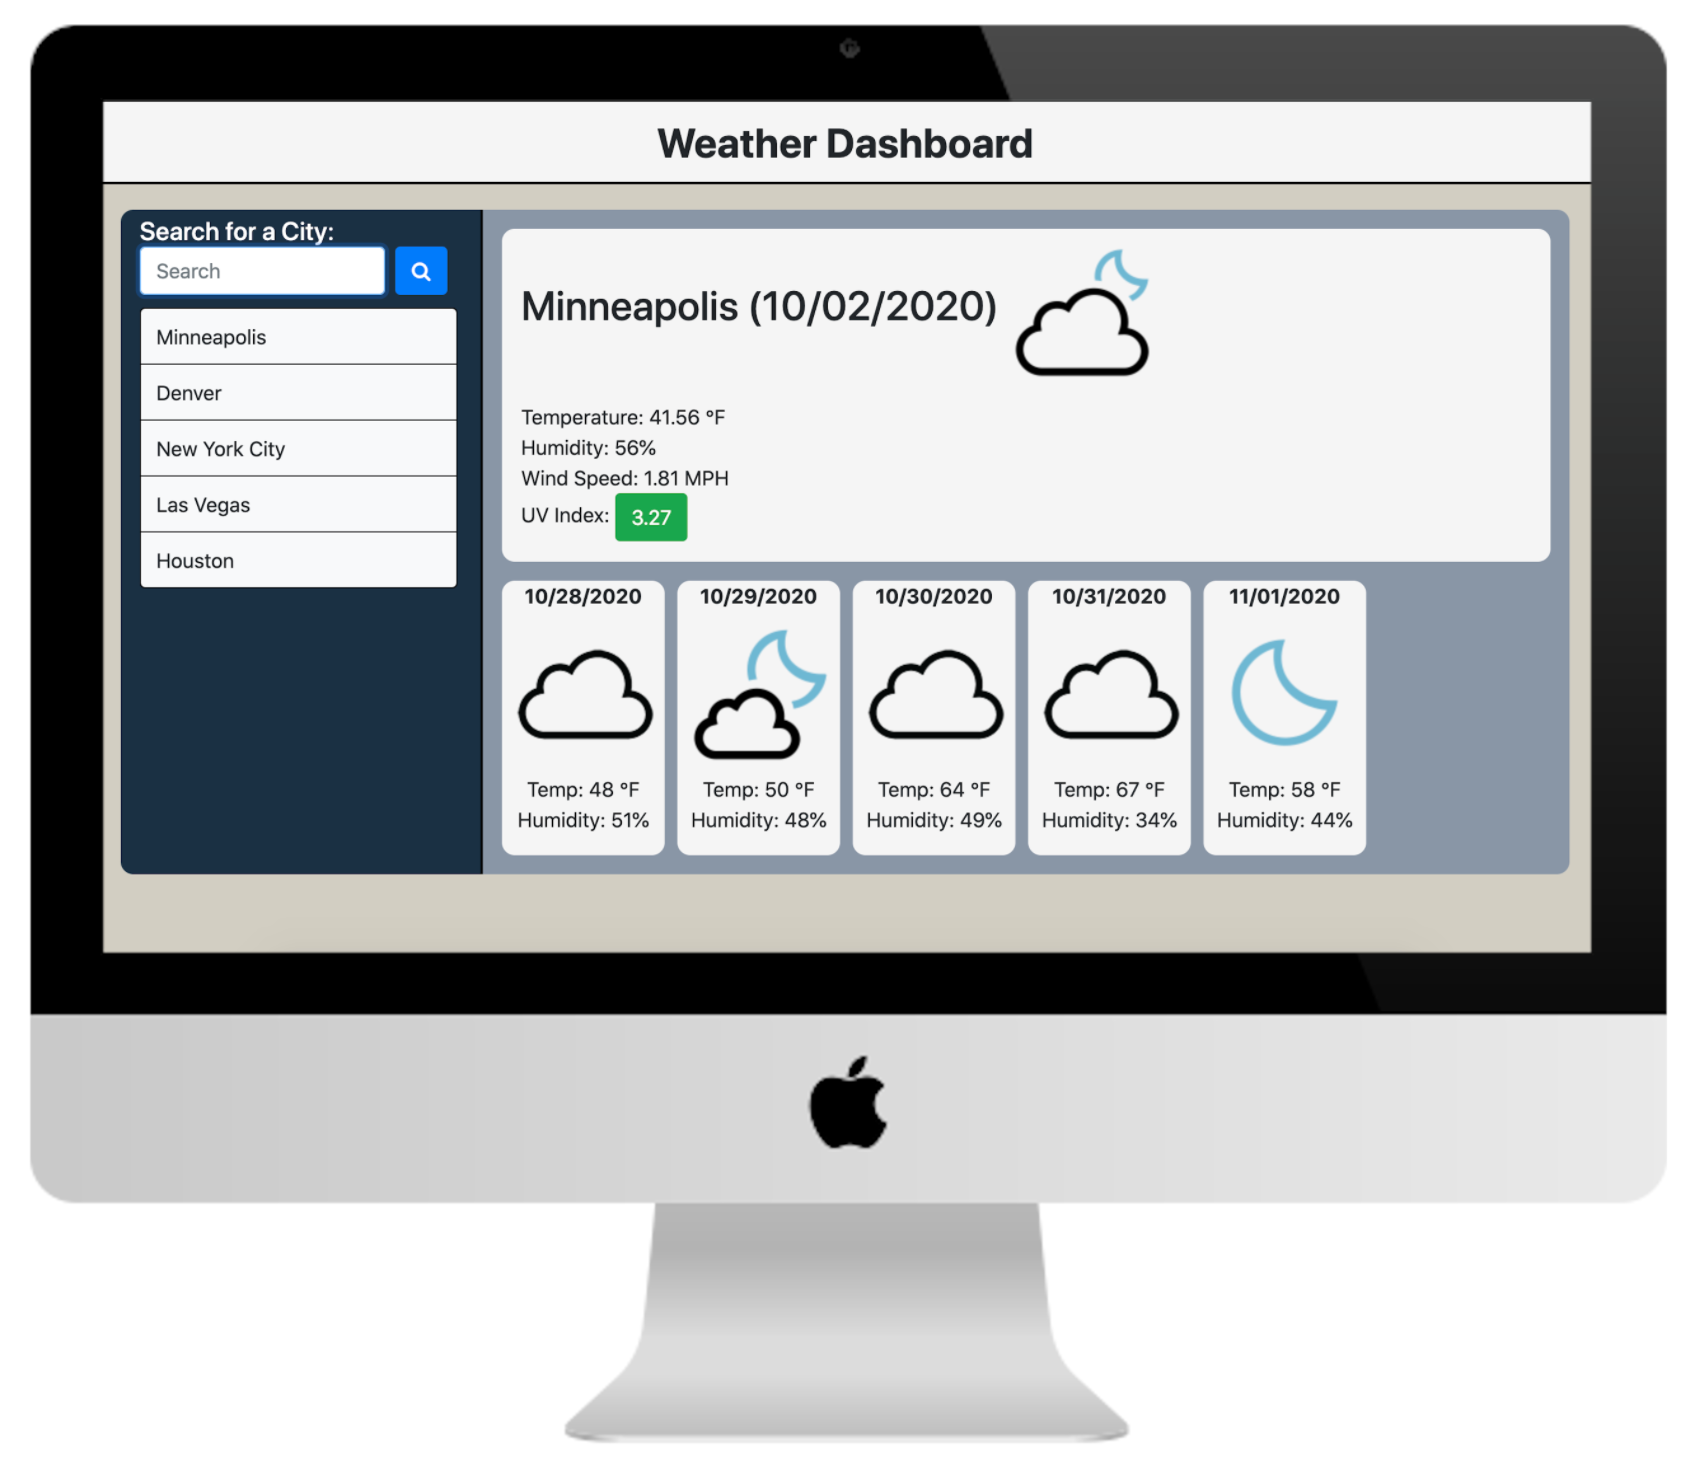 Weather Dashboard
Search for a City:
Search
Minneapolis
Denver
New York City
Las Vegas
Houston
Minneapolis (10/02/2020)
Temperature: 41.56 °F
Humidity: 56%
Wind Speed: 1.81 MPH
UV Index: 3.27
10/28/2020
Temp: 48 °F
Humidity: 51%
10/29/2020
Temp: 50 °F
Humidity: 48%
10/30/2020
Temp: 64 °F
Humidity: 49%
10/31/2020
Temp: 67 °F
Humidity: 34%
11/01/2020
Temp: 58 °F
Humidity: 44%